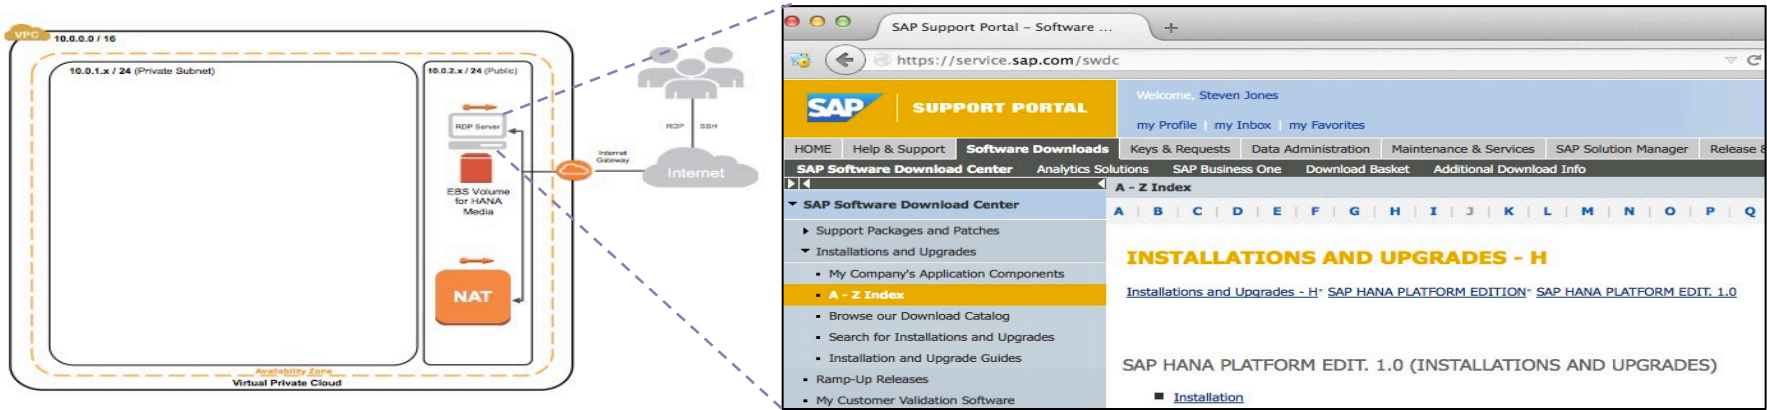 VPC
10.0.0.0 / 16
10.0.1.x / 24 (Private Subnet)
10.0.2.x / 24 (Public)
RDP Server
EBS Volume
for HANA
Media
NAT
Availability Zone
Virtual Private Cloud
RDP
SSH
Internet
Gateway
Internet
SAP Support Portal – Software ...
https://service.sap.com/swdc
SAP
SUPPORT PORTAL
Welcome, Steven Jones
my Profile | my Inbox | my Favorites
HOME Help & Support Software Downloads Keys & Requests Data Administration Maintenance & Services SAP Solution Manager Release &
SAP Software Download Center Analytics Solutions SAP Business One Download Basket Additional Download Info
A - Z Index
SAP Software Download Center
A | B | C | D | E | F | G | H | I | J | K | L | M | N | O | P | Q
Support Packages and Patches
Installations and Upgrades
My Company's Application Components
A - Z Index
Browse our Download Catalog
Search for Installations and Upgrades
Installation and Upgrade Guides
Ramp-Up Releases
My Customer Validation Software
INSTALLATIONS AND UPGRADES - H
Installations and Upgrades - H" SAP HANA PLATFORM EDITION" SAP HANA PLATFORM EDIT. 1.0
SAP HANA PLATFORM EDIT. 1.0 (INSTALLATIONS AND UPGRADES)
Installation